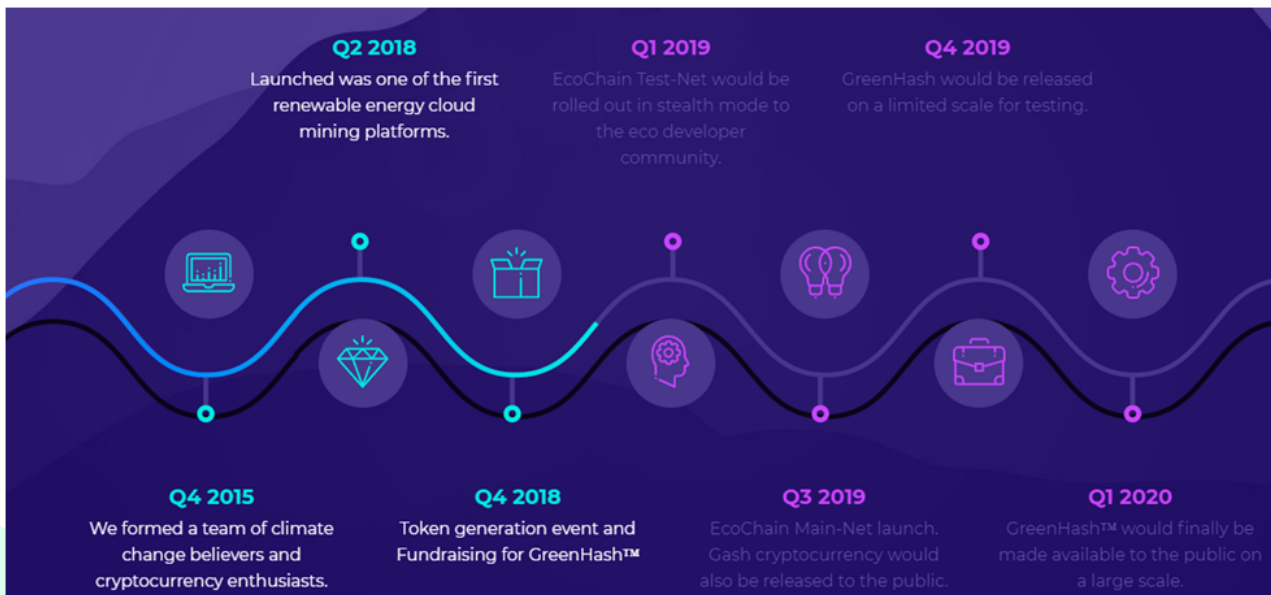 Q2 2018
Launched was one of the first
renewable energy cloud
mining platforms.
Q1 2019
EcoChain Test-Net would be
rolled out in stealth mode to
the eco developer
community.
Q4 2019
GreenHash would be released
on a limited scale for testing.
Q4 2015
We formed a team of climate
change believers and
cryptocurrency enthusiasts.
Q4 2018
Token generation event and
Fundraising for GreenHash™
Q3 2019
EcoChain Main-Net launch.
Gash cryptocurrency would
also be released to the public.
Q1 2020
GreenHash™ would finally be
made available to the public on
a large scale.